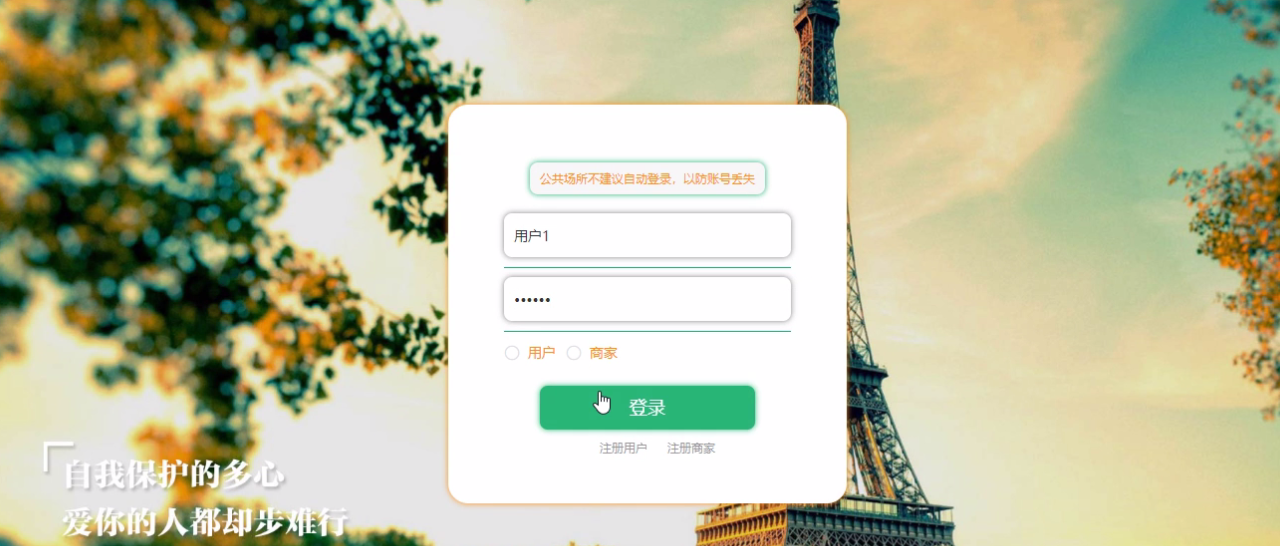 公共场所不建议自动登录，以防账号丢失
用户1
••••••
用户 商家
登录
注册用户 注册商家
自我保护的多心
爱你的人都却步难行